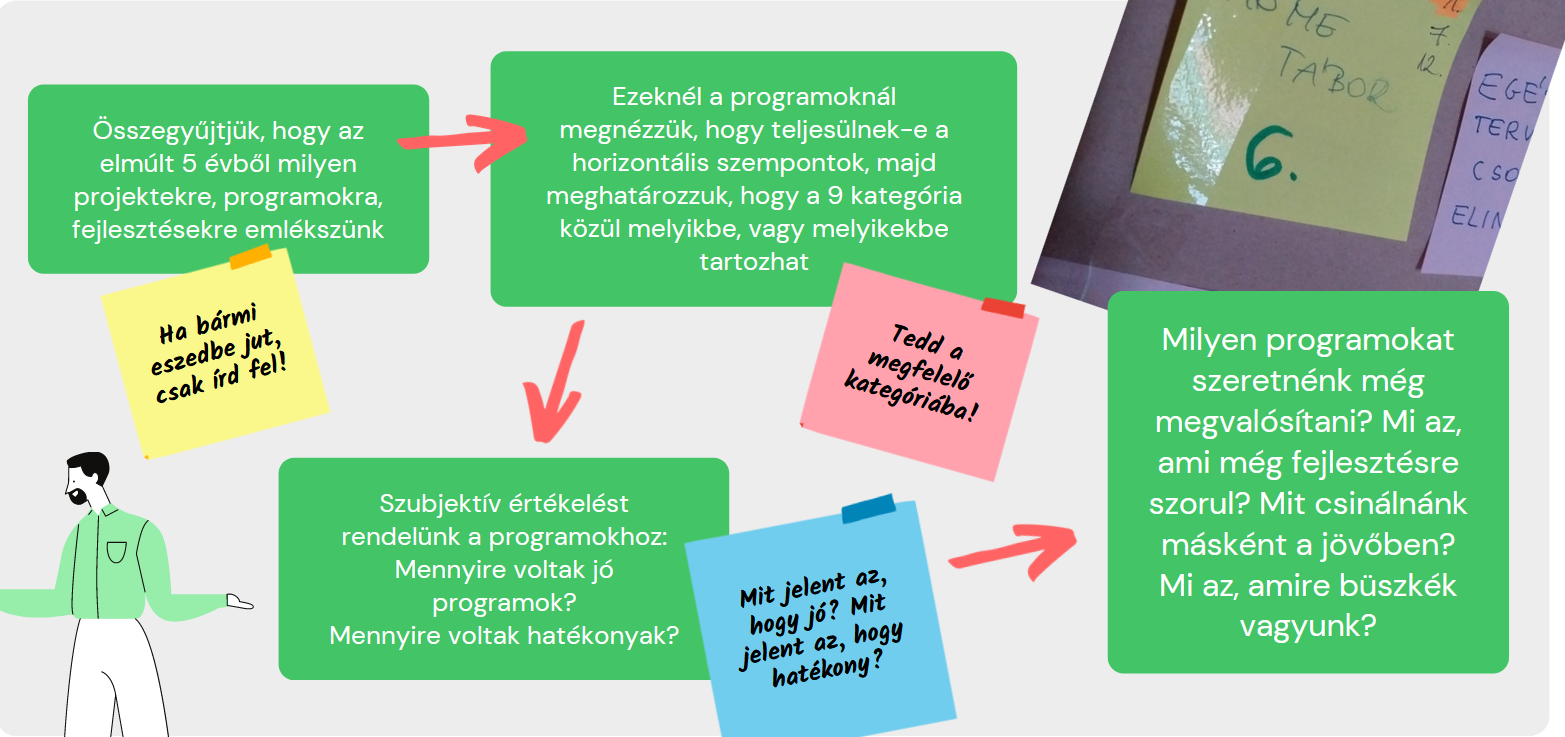 Összegyűjtjük, hogy az
elmúlt 5 évből milyen
projektekre, programokra,
fejlesztésekre emlékszünk
Ha bármi
eszedbe jut,
csak írd fel!
Ezeknél a programoknál
megnézzük, hogy teljesülnek-e a
horizontális szempontok, majd
meghatározzuk, hogy a 9 kategória
közül melyikbe, vagy melyikekbe
tartozhat
Tedd a
megfelelő
kategóriába!
Szubjektív értékelést
rendelünk a programokhoz:
Mennyire voltak jó
programok?
Mennyire voltak hatékonyak?
Mit jelent az,
hogy jó? Mit
jelent az, hogy
hatékony?
TÁBOR
7.
12.
6.
Milyen programokat
szeretnénk még
megvalósítani? Mi az,
ami még fejlesztésre
szorul? Mit csinálnánk
másként a jövőben?
Mi az, amire büszkék
vagyunk?